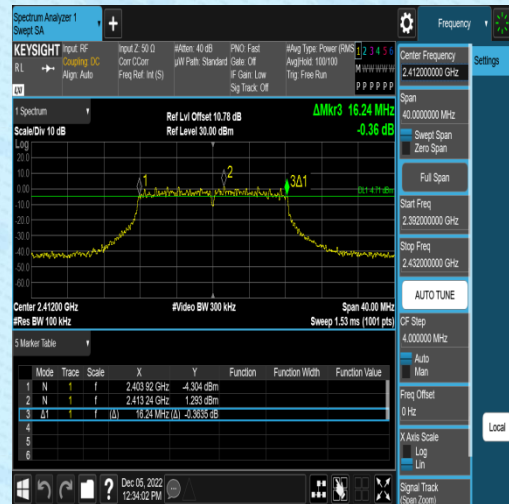 Spectrum Analyzer 1
Swept SA
+
Frequency
KEYSIGHT
Input: RF
Coupling: DC
Align: Auto
Input Z: 50 Ω
Corr CCorr
Freq Ref: Int (S)
#Atten: 40 dB
µW Path: Standard
PNO: Fast
Gate: Off
IF Gain: Low
Sig Track: Off
#Avg Type: Power (RMS
Avg|Hold: 100/100
Trig: Free Run
1 2 3 4 5 6
M W W W W W
P P P P P P
RL
LXI
1 Spectrum
Scale/Div 10 dB
Ref Lvl Offset 10.78 dB
Ref Level 30.00 dBm
ΔMkr3 16.24 MHz
-0.36 dB
Log
20.0
10.0
0.00
-10.0
-20.0
-30.0
-40.0
-50.0
-60.0
1
2
3Δ1
DL1 4.71 dBm
Center 2.41200 GHz
#Res BW 100 kHz
#Video BW 300 kHz
Span 40.00 MHz
Sweep 1.53 ms (1001 pts)
5 Marker Table
Mode Trace Scale X Y Function Function Width Function Value
1 N 1 f 2.403 92 GHz -4.304 dBm
2 N 1 f 2.413 24 GHz 1.293 dBm
3 Δ1 1 f (Δ) 16.24 MHz (Δ) -0.3635 dB
4
5
6
Dec 05, 2022
12:34:02 PM
Center Frequency
2.412000000 GHz
Settings
Span
40.0000000 MHz
Swept Span
Zero Span
Full Span
Start Freq
2.392000000 GHz
Stop Freq
2.432000000 GHz
AUTO TUNE
CF Step
4.000000 MHz
Auto
Man
Freq Offset
0 Hz
X Axis Scale
Log
Lin
Local
Signal Track
(Span Zoom)